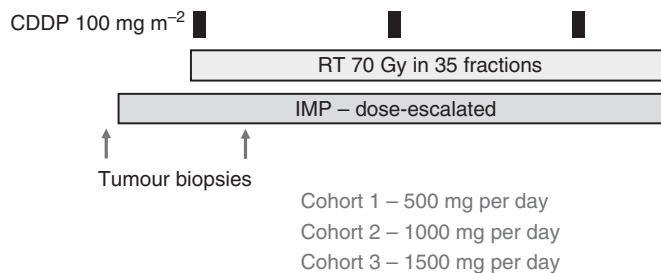 CDDP 100 mg m⁻²
RT 70 Gy in 35 fractions
IMP – dose-escalated
Tumour biopsies
Cohort 1 – 500 mg per day
Cohort 2 – 1000 mg per day
Cohort 3 – 1500 mg per day